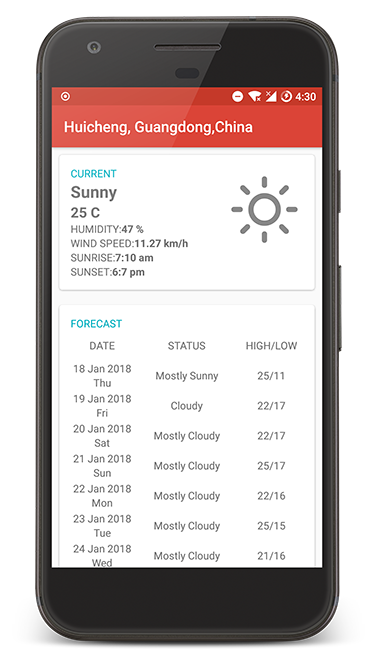 4:30
Huicheng, Guangdong,China
CURRENT
Sunny
25 C
HUMIDITY:47 %
WIND SPEED:11.27 km/h
SUNRISE:7:10 am
SUNSET:6:7 pm
FORECAST
DATE STATUS HIGH/LOW
18 Jan 2018
Thu
Mostly Sunny 25/11
19 Jan 2018
Fri
Cloudy 22/17
20 Jan 2018
Sat
Mostly Cloudy 22/17
21 Jan 2018
Sun
Mostly Cloudy 25/17
22 Jan 2018
Mon
Mostly Cloudy 22/16
23 Jan 2018
Tue
Mostly Cloudy 25/15
24 Jan 2018
Wed
Mostly Cloudy 21/16